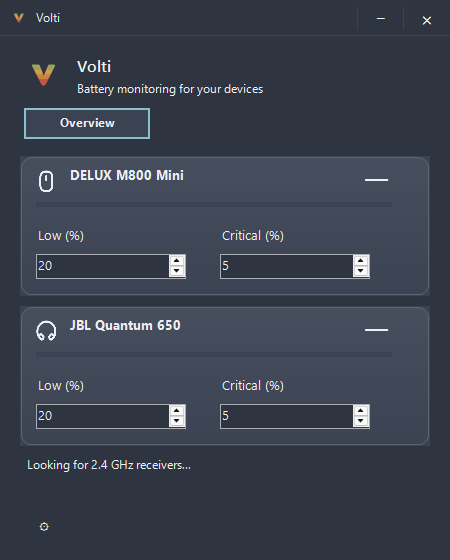 Volti
Volti
Battery monitoring for your devices
Overview
DELUX M800 Mini
Low (%) Critical (%)
20 5
JBL Quantum 650
Low (%) Critical (%)
20 5
Looking for 2.4 GHz receivers...